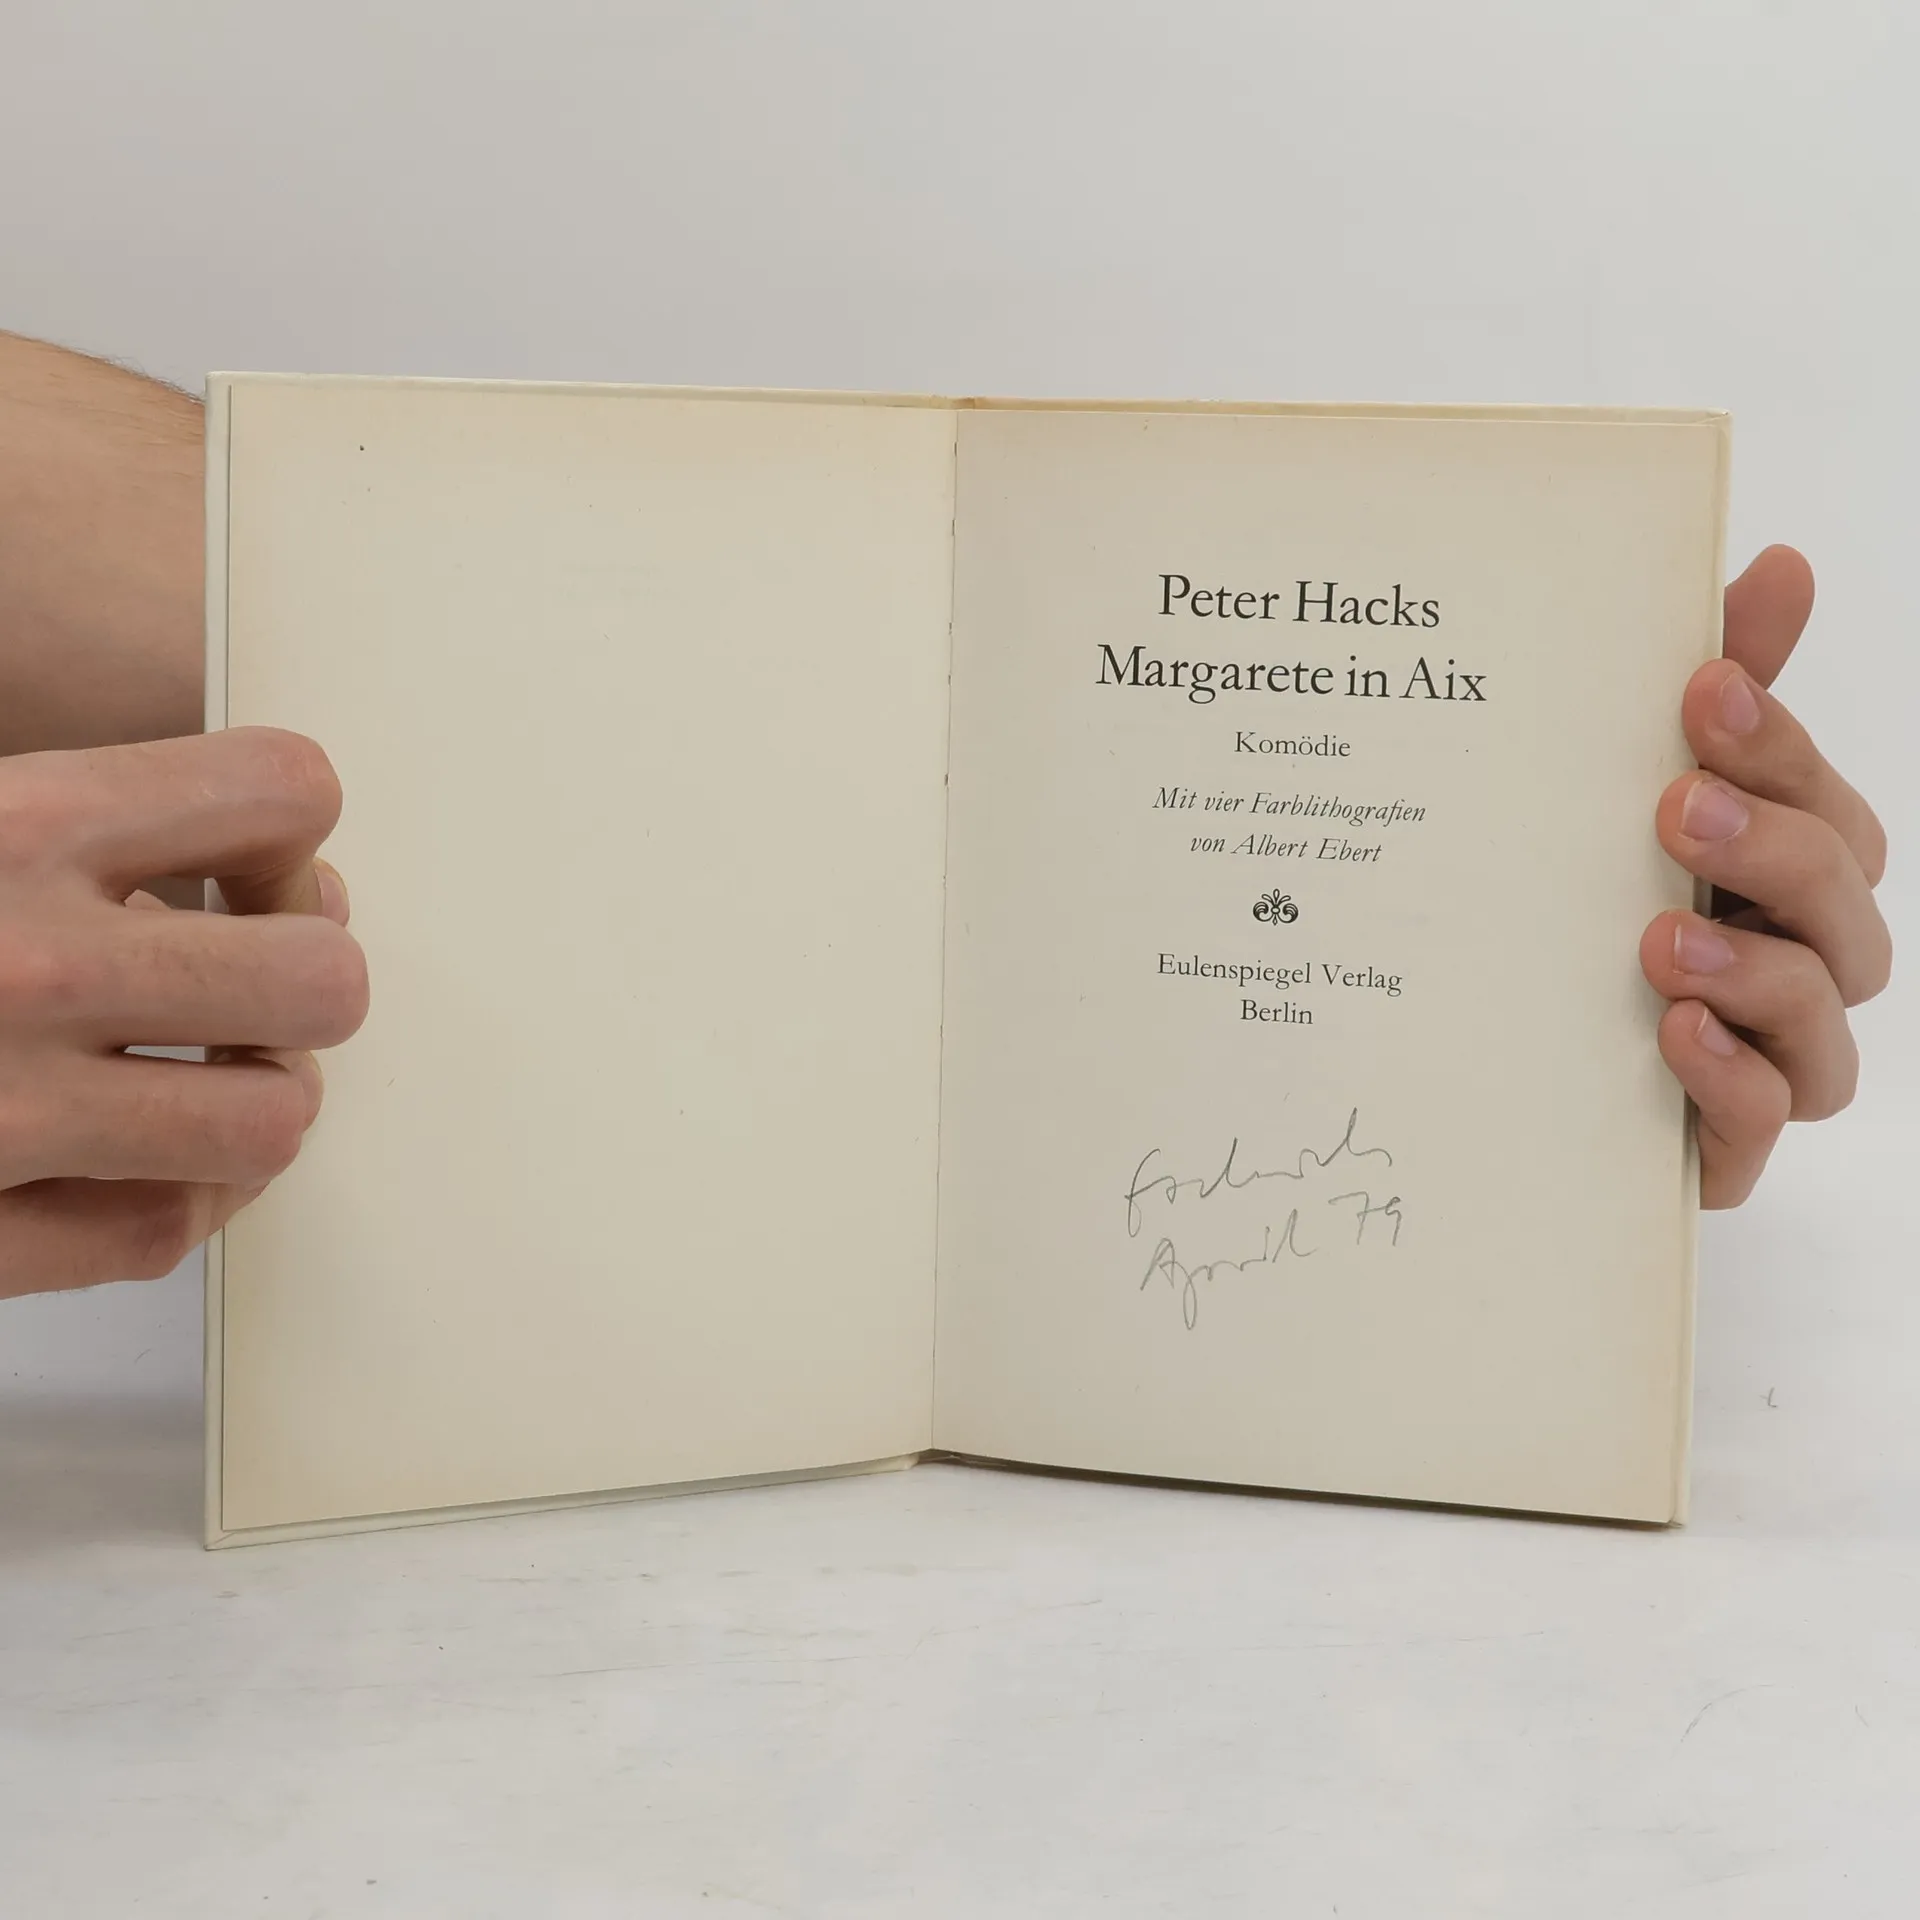 Peter Hacks
Margarete in Aix
Komödie
Mit vier Farblithografien
von Albert Ebert
Eulenspiegel Verlag
Berlin
April 79